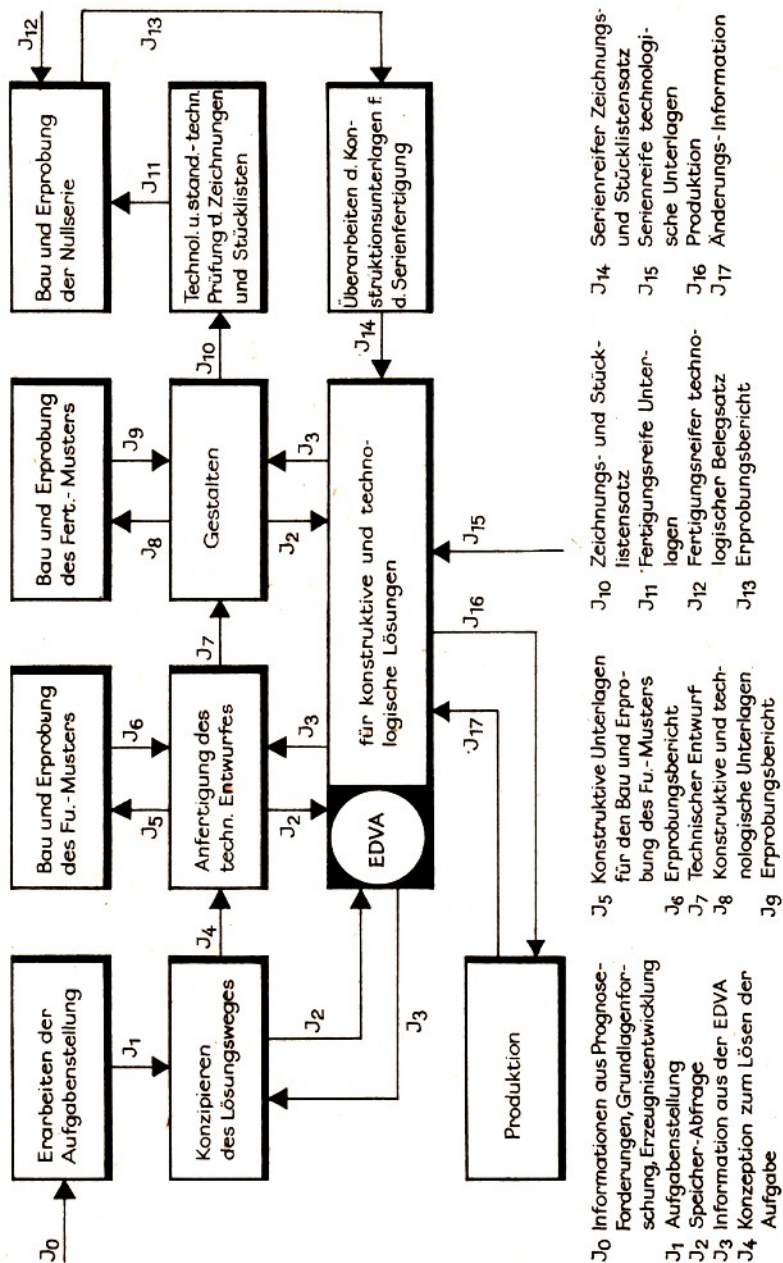 J0
Erarbeiten der
Aufgabenstellung
J1
Konzipieren
des Lösungsweges
J2
J3
J4
Bau und Erprobung
des Fu.-Musters
J5
J6
Anfertigung des
techn. Entwurfes
J2
J3
J7
Bau und Erprobung
des Fert.-Musters
J8
J9
Gestalten
J2
J3
J10
Bau und Erprobung
der Nullserie
J12
J13
J11
Technol. u. stand.-techn.
Prüfung d. Zeichnungen
und Stücklisten
Überarbeiten d. Kon-
struktionsunterlagen f.
d. Serienfertigung
J14
EDVA
für konstruktive und techno-
logische Lösungen
J15
J16
J17
Produktion
J0 Informationen aus Prognose-
Forderungen, Grundlagenfor-
schung, Erzeugnisentwicklung
J1 Aufgabenstellung
J2 Speicher-Abfrage
J3 Information aus der EDVA
J4 Konzeption zum Lösen der
Aufgabe
J5 Konstruktive Unterlagen
für den Bau und Erpro-
bung des Fu.-Musters
J6 Erprobungsbericht
J7 Technischer Entwurf
J8 Konstruktive und tech-
nologische Unterlagen
J9 Erprobungsbericht
J10 Zeichnungs- und Stück-
listensatz
J11 Fertigungsreife Unter-
lagen
J12 Fertigungsreifer techno-
logischer Belegsatz
J13 Erprobungsbericht
J14 Serienreifer Zeichnungs-
und Stücklistensatz
J15 Serienreife technologi-
sche Unterlagen
J16 Produktion
J17 Änderungs-Information